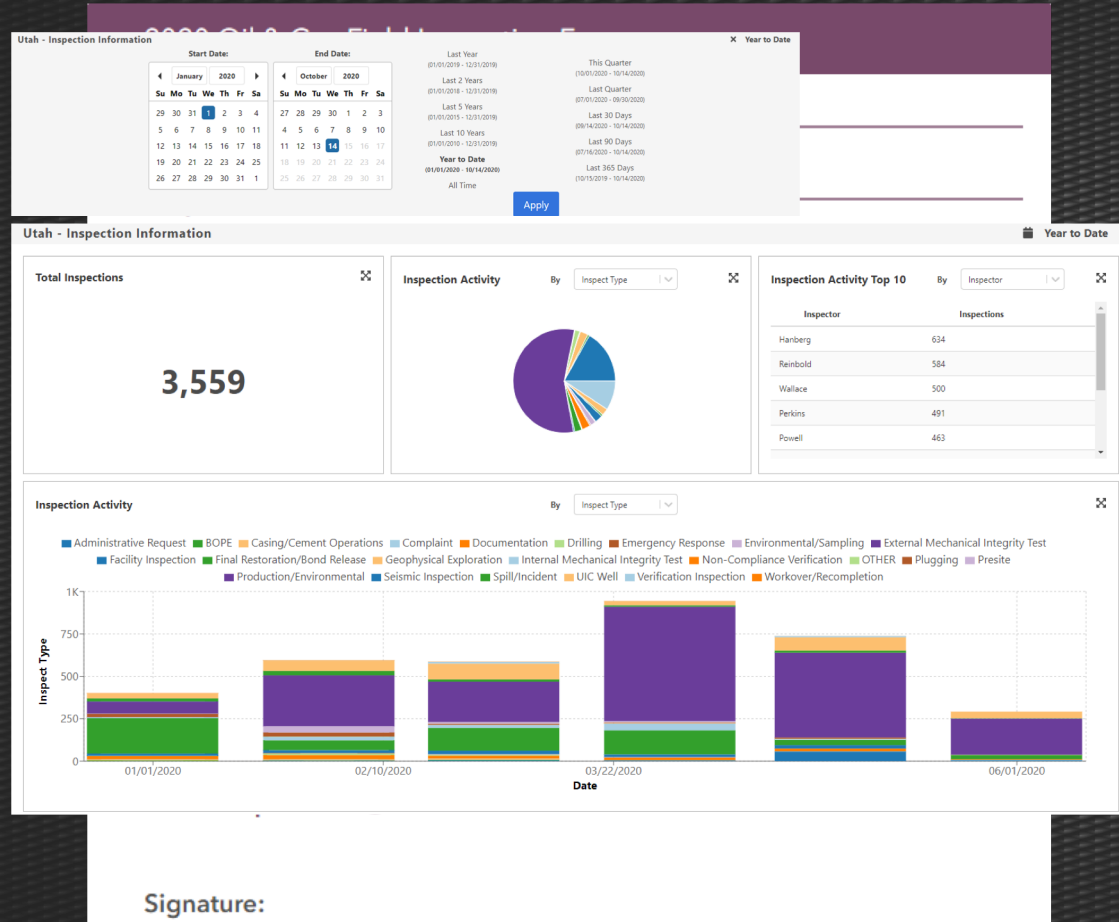 Utah - Inspection Information
✕ Year to Date
Start Date:
End Date:
January 2020
October 2020
Su Mo Tu We Th Fr Sa
29 30 31 1 2 3 4
5 6 7 8 9 10 11
12 13 14 15 16 17 18
19 20 21 22 23 24 25
26 27 28 29 30 31 1
Su Mo Tu We Th Fr Sa
27 28 29 30 1 2 3
4 5 6 7 8 9 10
11 12 13 14 15 16 17
18 19 20 21 22 23 24
25 26 27 28 29 30 31
Last Year
(01/01/2019 - 12/31/2019)
Last 2 Years
(01/01/2018 - 12/31/2019)
Last 5 Years
(01/01/2015 - 12/31/2019)
Last 10 Years
(01/01/2010 - 12/31/2019)
Year to Date
(01/01/2020 - 10/14/2020)
All Time
This Quarter
(10/01/2020 - 10/14/2020)
Last Quarter
(07/01/2020 - 09/30/2020)
Last 30 Days
(09/14/2020 - 10/14/2020)
Last 90 Days
(07/16/2020 - 10/14/2020)
Last 365 Days
(10/15/2019 - 10/14/2020)
Apply
Utah - Inspection Information
Year to Date
Total Inspections
3,559
Inspection Activity By Inspect Type
Inspection Activity Top 10 By Inspector
Inspector Inspections
Hanberg 634
Reinbold 584
Wallace 500
Perkins 491
Powell 463
Inspection Activity By Inspect Type
Administrative Request BOPE Casing/Cement Operations Complaint Documentation Drilling Emergency Response Environmental/Sampling External Mechanical Integrity Test
Facility Inspection Final Restoration/Bond Release Geophysical Exploration Internal Mechanical Integrity Test Non-Compliance Verification OTHER Plugging Presite
Production/Environmental Seismic Inspection Spill/Incident UIC Well Verification Inspection Workover/Recompletion
Inspect Type
1K
750
500
250
0
01/01/2020 02/10/2020 03/22/2020 06/01/2020
Date
Signature: